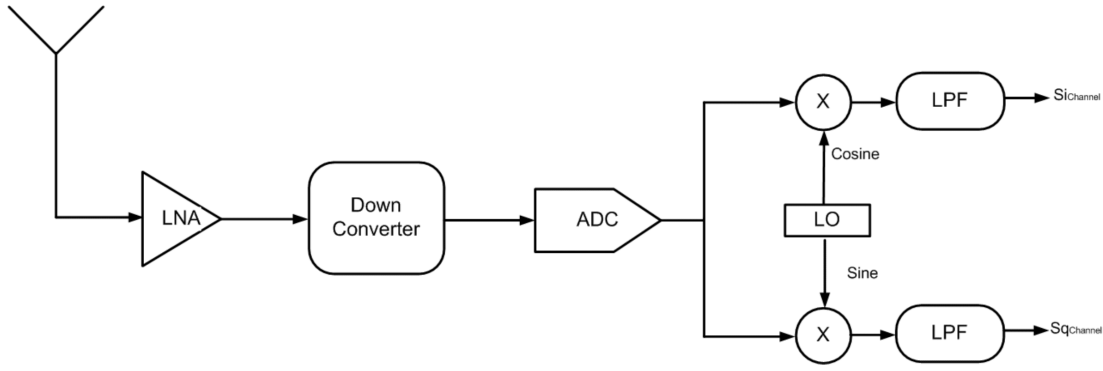 LNA
Down
Converter
ADC
X
LPF
SiChannel
Cosine
LO
Sine
X
LPF
SqChannel